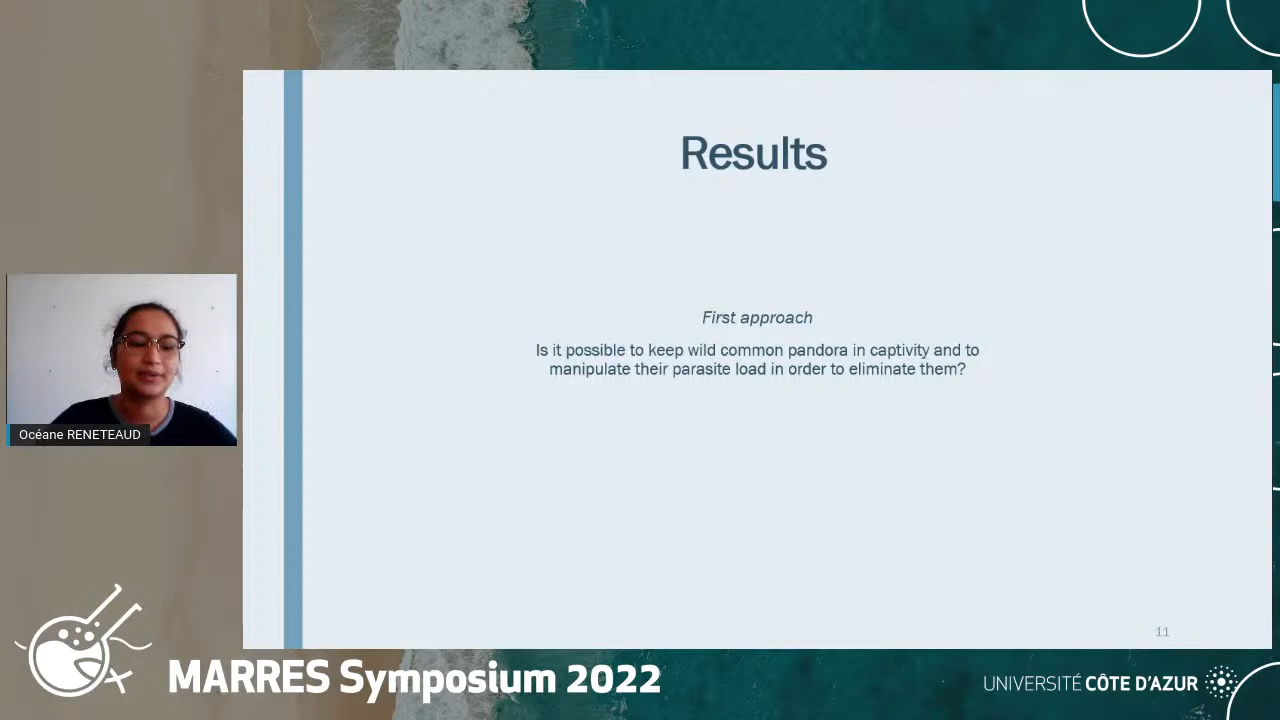 Results
First approach
Is it possible to keep wild common pandora in captivity and to
manipulate their parasite load in order to eliminate them?
11
Océane RENETEAUD
MARRES Symposium 2022
UNIVERSITÉ CÔTE D'AZUR